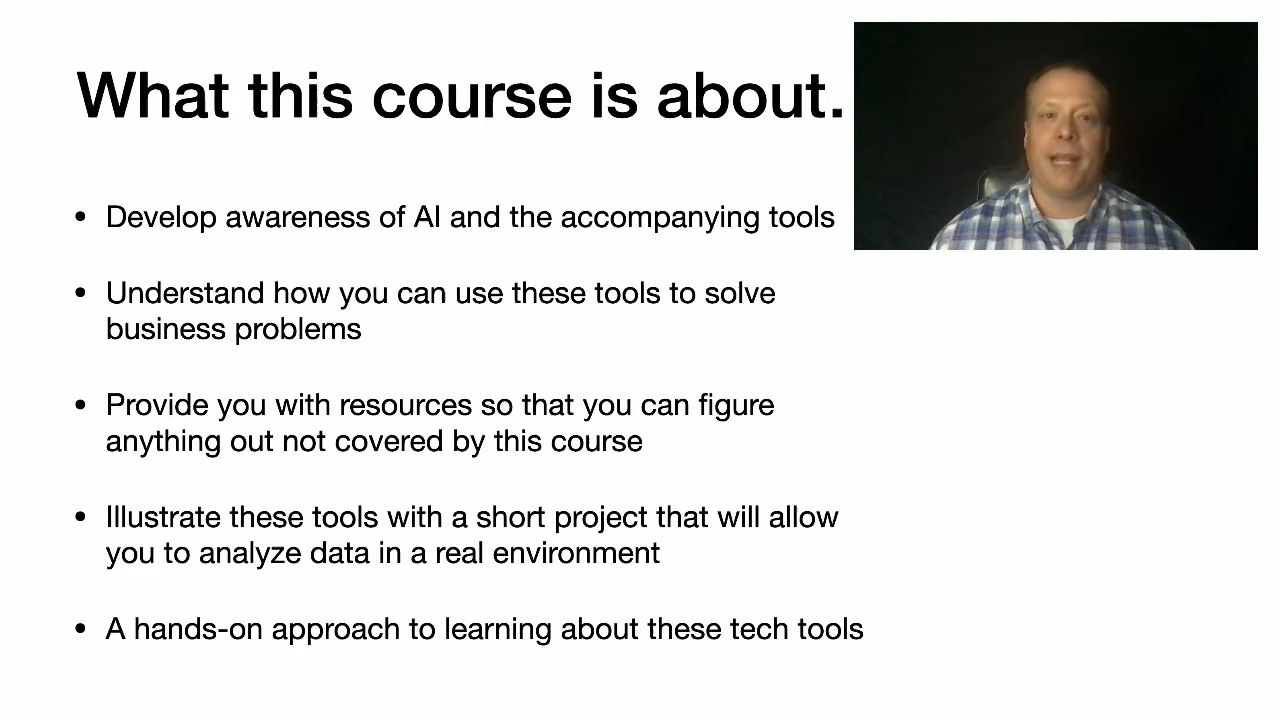 What this course is about.
• Develop awareness of AI and the accompanying tools
• Understand how you can use these tools to solve
business problems
• Provide you with resources so that you can figure
anything out not covered by this course
• Illustrate these tools with a short project that will allow
you to analyze data in a real environment
• A hands-on approach to learning about these tech tools